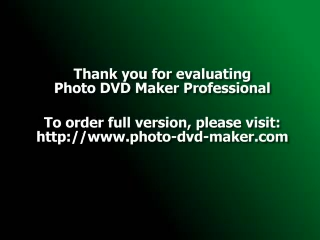 Thank you for evaluating
Photo DVD Maker Professional
To order full version, please visit:
http://www.photo-dvd-maker.com